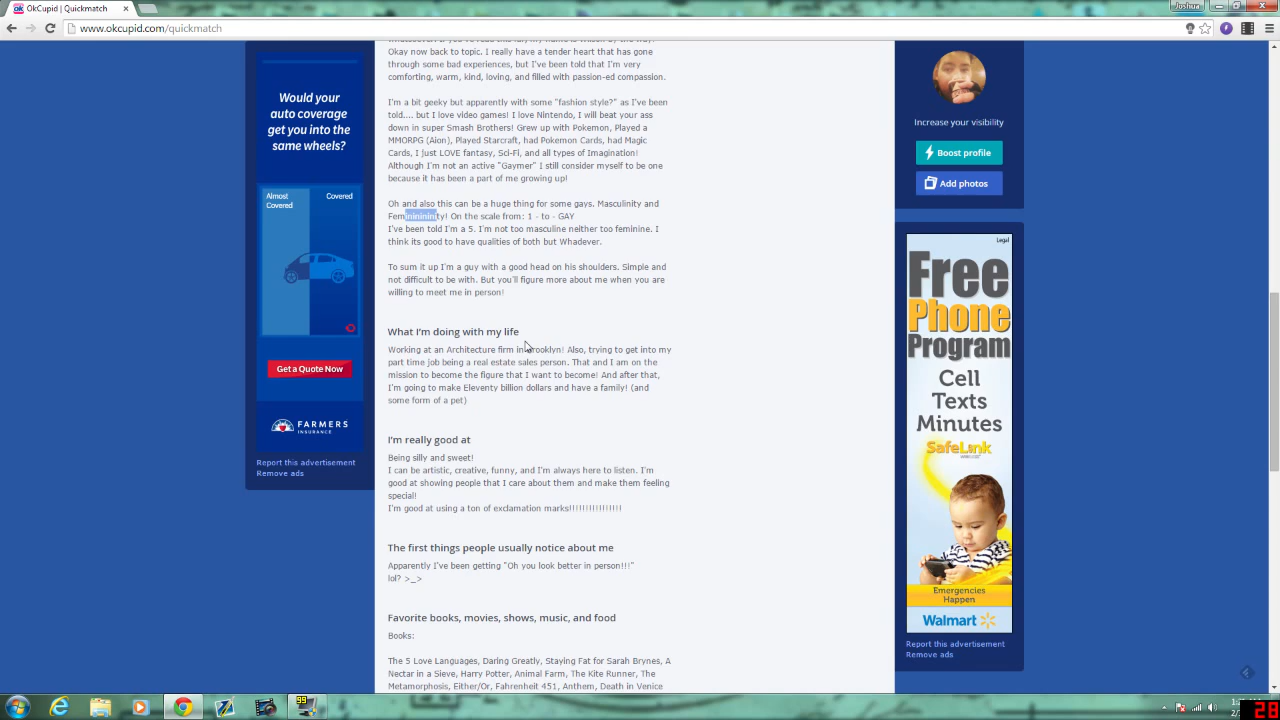 OkCupid | Quickmatch
Joshua
www.okcupid.com/quickmatch
Okay now back to topic. I really have a tender heart that has gone
through some bad experiences, but I've been told that I'm very
comforting, warm, kind, loving, and filled with passion-ed compassion.
I'm a bit geeky but apparently with some "fashion style?" as I've been
told.... but I love video games! I love Nintendo, I will beat your ass
down in super Smash Brothers! Grew up with Pokemon, Played a
MMORPG (Aion), Played Starcraft, had Pokemon Cards, had Magic
Cards, I just LOVE fantasy, Sci-Fi, and all types of Imagination!
Although I'm not an active "Gaymer" I still consider myself to be one
because it has been a part of me growing up!
Oh and also this can be a huge thing for some gays. Masculinity and
Femininininity! On the scale from: 1 - to - GAY
I've been told I'm a 5. I'm not too masculine neither too feminine. I
think its good to have qualities of both but Whadever.
To sum it up I'm a guy with a good head on his shoulders. Simple and
not difficult to be with. But you'll figure more about me when you are
willing to meet me in person!
What I'm doing with my life
Working at an Architecture firm in Brooklyn! Also, trying to get into my
part time job being a real estate sales person. That and I am on the
mission to become the figure that I want to become! And after that,
I'm going to make Eleventy billion dollars and have a family! (and
some form of a pet)
I'm really good at
Being silly and sweet!
I can be artistic, creative, funny, and I'm always here to listen. I'm
good at showing people that I care about them and make them feeling
special!
I'm good at using a ton of exclamation marks!!!!!!!!!!!!!!!!
The first things people usually notice about me
Apparently I've been getting "Oh you look better in person!!!"
lol? >_>
Favorite books, movies, shows, music, and food
Books:
The 5 Love Languages, Daring Greatly, Staying Fat for Sarah Brynes, A
Nectar in a Sieve, Harry Potter, Animal Farm, The Kite Runner, The
Metamorphosis, Either/Or, Fahrenheit 451, Anthem, Death in Venice
Would your
auto coverage
get you into the
same wheels?
Almost
Covered
Covered
Get a Quote Now
FARMERS
INSURANCE
Report this advertisement
Remove ads
Increase your visibility
Boost profile
Add photos
Legal
Free
Phone
Program
Cell
Texts
Minutes
SafeLink
Emergencies
Happen
Walmart
Report this advertisement
Remove ads
99
28